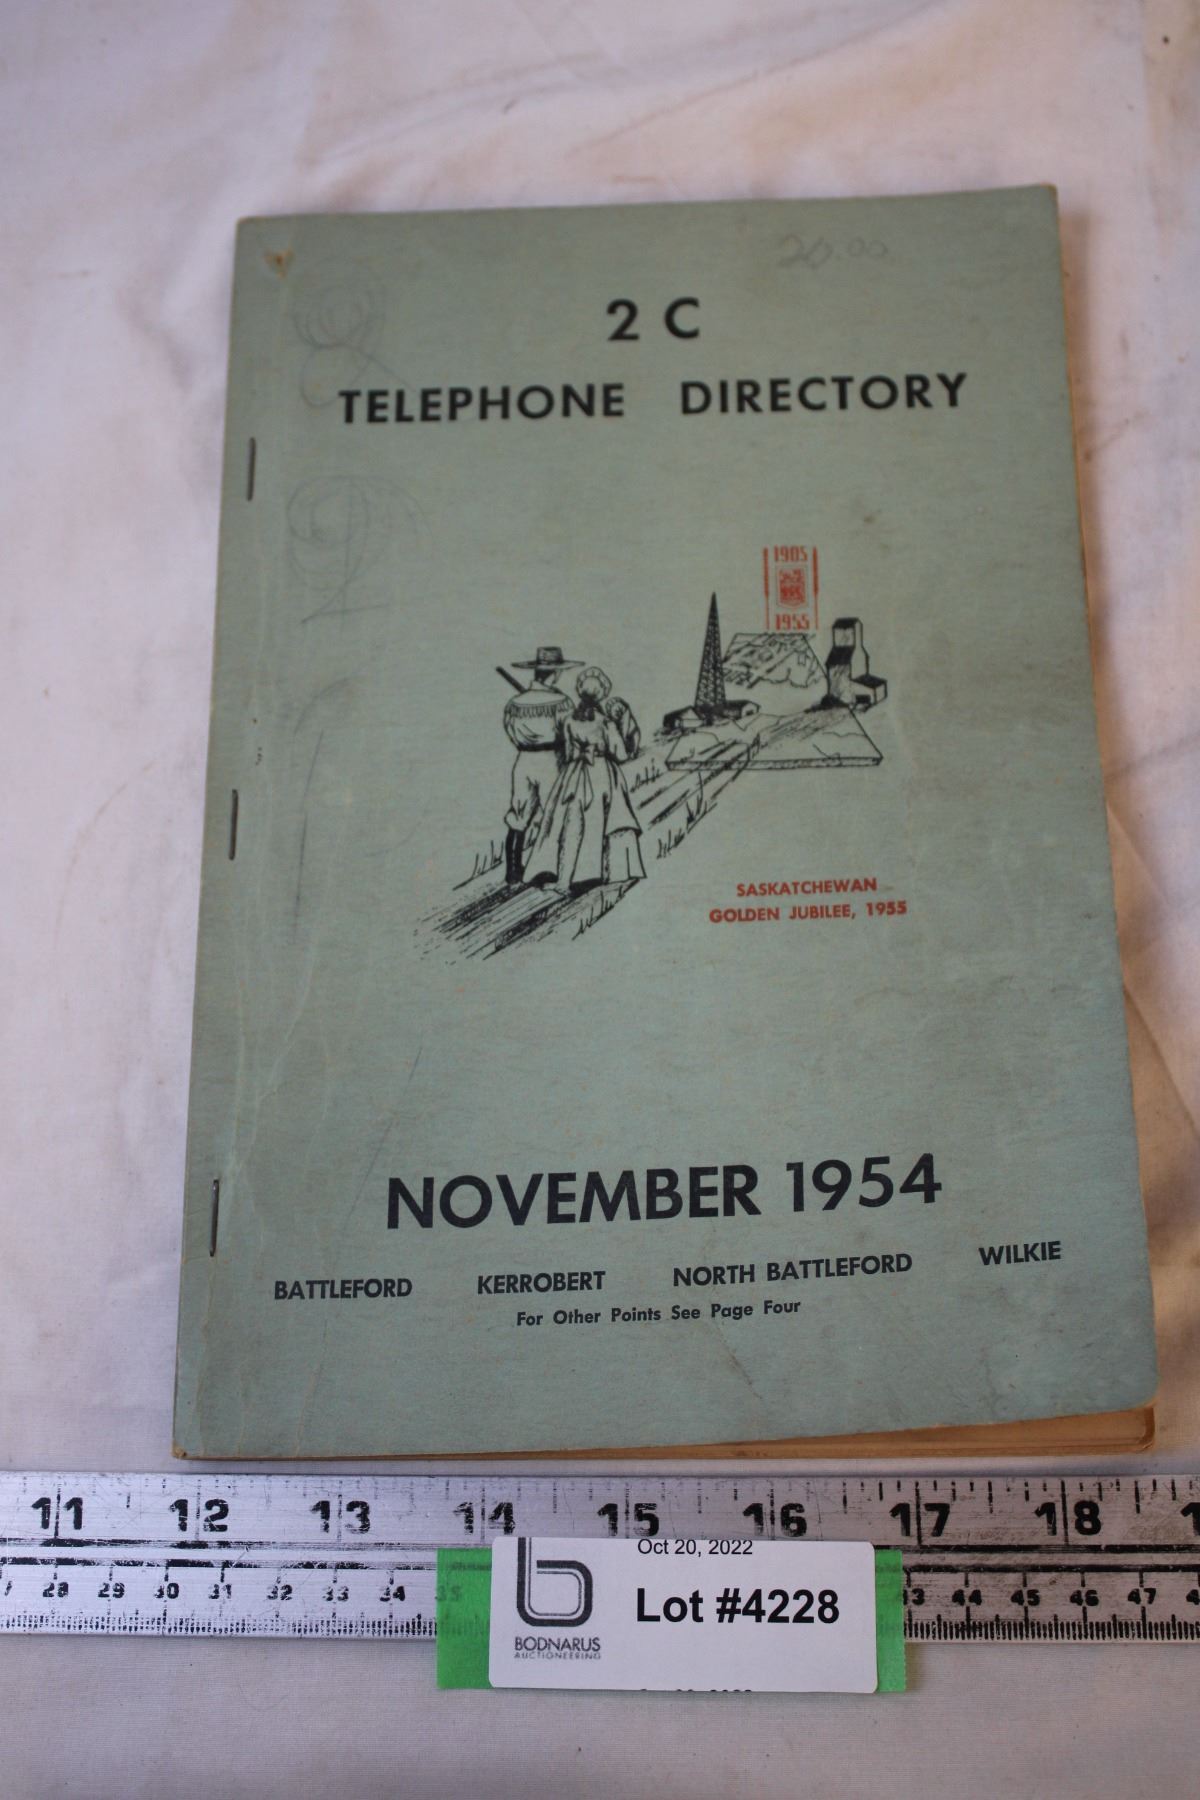 20.00
2 C
TELEPHONE DIRECTORY
1905
1955
SASKATCHEWAN
GOLDEN JUBILEE, 1955
NOVEMBER 1954
BATTLEFORD KERROBERT NORTH BATTLEFORD WILKIE
For Other Points See Page Four
11 12 13 14 15 16 17 18
28 29 30 31 32 33 34 35 43 44 45 46 47
Oct 20, 2022
Lot #4228
b
BODNARUS
AUCTIONEERING